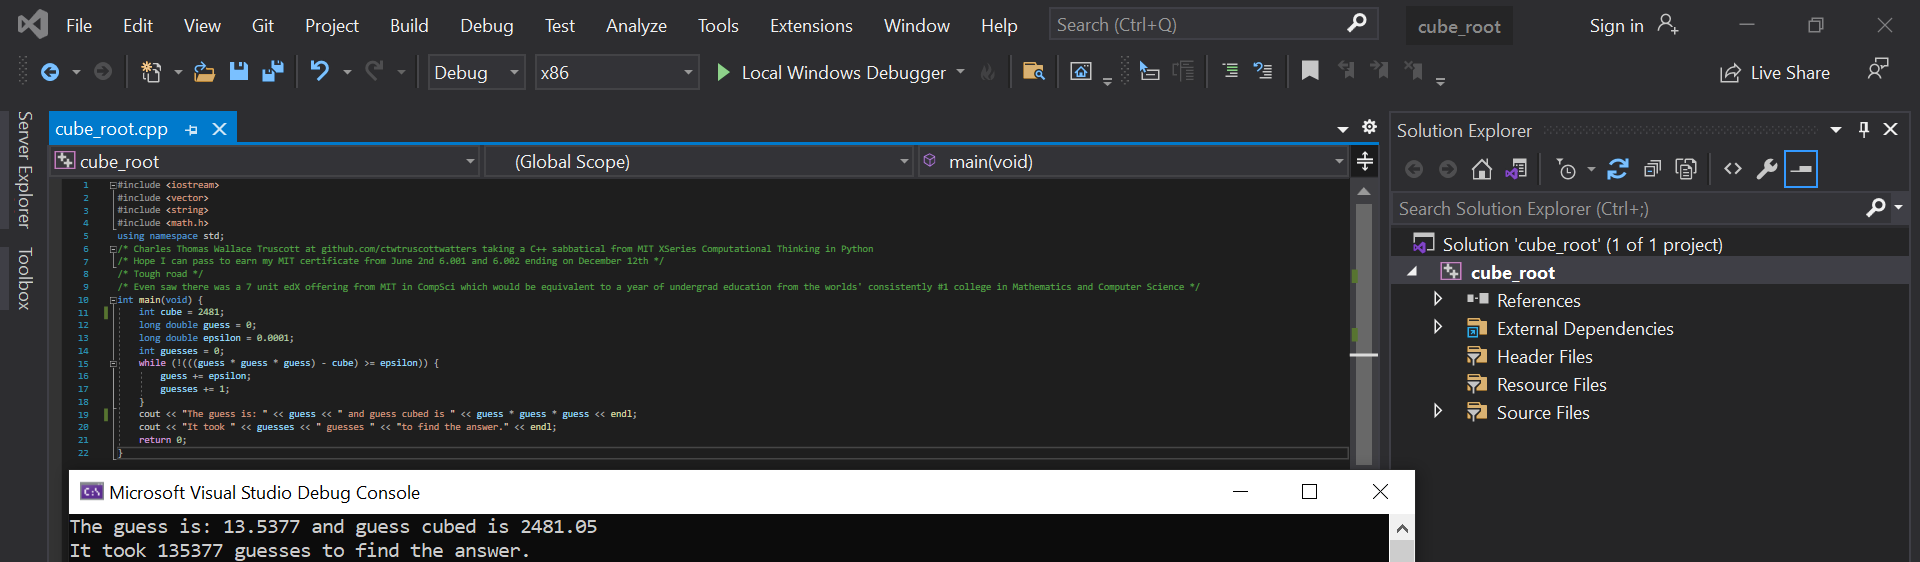 File Edit View Git Project Build Debug Test Analyze Tools Extensions Window Help Search (Ctrl+Q) cube_root Sign in
Debug x86 Local Windows Debugger Live Share
Server Explorer
Toolbox
cube_root.cpp
cube_root (Global Scope) main(void)
1 #include <iostream>
2 #include <vector>
3 #include <string>
4 #include <math.h>
5 using namespace std;
6 /* Charles Thomas Wallace Truscott at github.com/ctwtruscottwatters taking a C++ sabbatical from MIT XSeries Computational Thinking in Python
7 /* Hope I can pass to earn my MIT certificate from June 2nd 6.001 and 6.002 ending on December 12th */
8 /* Tough road */
9 /* Even saw there was a 7 unit edX offering from MIT in CompSci which would be equivalent to a year of undergrad education from the worlds' consistently #1 college in Mathematics and Computer Science */
10 int main(void) {
11 int cube = 2481;
12 long double guess = 0;
13 long double epsilon = 0.0001;
14 int guesses = 0;
15 while (!(((guess * guess * guess) - cube) >= epsilon)) {
16 guess += epsilon;
17 guesses += 1;
18 }
19 cout << "The guess is: " << guess << " and guess cubed is " << guess * guess * guess << endl;
20 cout << "It took " << guesses << " guesses " << "to find the answer." << endl;
21 return 0;
22 }
Solution Explorer
Search Solution Explorer (Ctrl+;)
Solution 'cube_root' (1 of 1 project)
cube_root
References
External Dependencies
Header Files
Resource Files
Source Files
C:\ Microsoft Visual Studio Debug Console
The guess is: 13.5377 and guess cubed is 2481.05
It took 135377 guesses to find the answer.